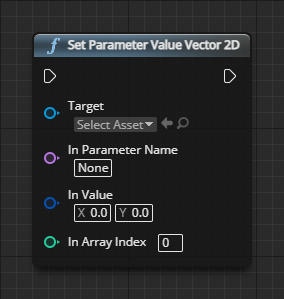 f Set Parameter Value Vector 2D
Target
Select Asset
In Parameter Name
None
In Value
X 0.0 Y 0.0
In Array Index 0